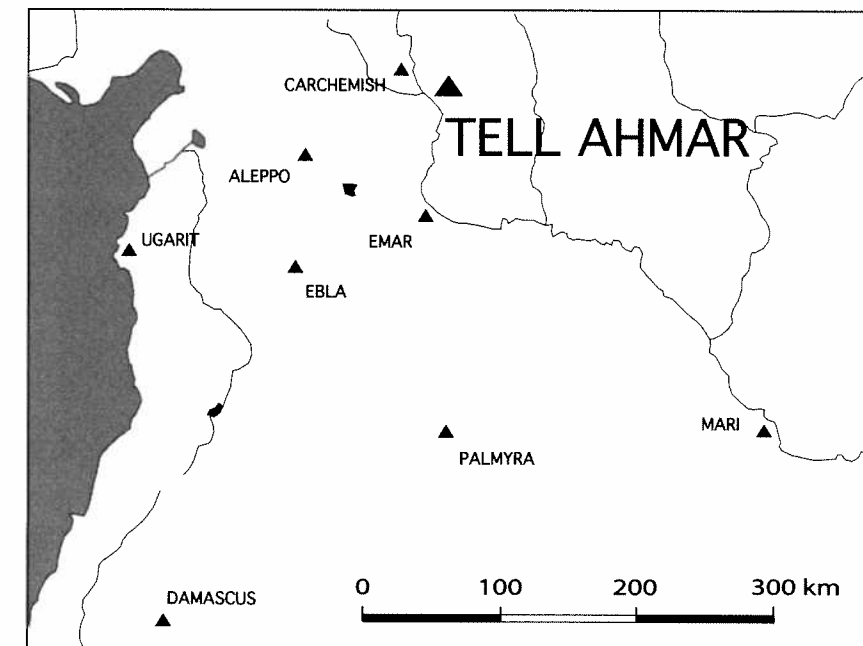 CARCHEMISH
TELL AHMAR
ALEPPO
UGARIT
EMAR
EBLA
MARI
PALMYRA
0 100 200 300 km
DAMASCUS